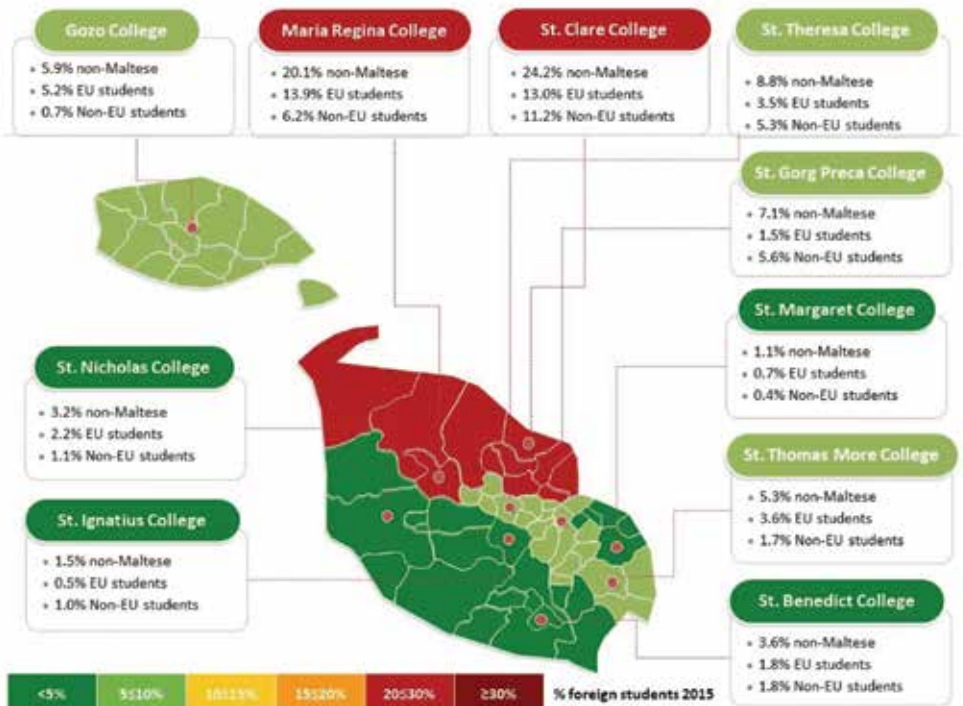 Gozo College
• 5.9% non-Maltese
• 5.2% EU students
• 0.7% Non-EU students
Maria Regina College
• 20.1% non-Maltese
• 13.9% EU students
• 6.2% Non-EU students
St. Clare College
• 24.2% non-Maltese
• 13.0% EU students
• 11.2% Non-EU students
St. Theresa College
• 8.8% non-Maltese
• 3.5% EU students
• 5.3% Non-EU students
St. Gorg Preca College
• 7.1% non-Maltese
• 1.5% EU students
• 5.6% Non-EU students
St. Margaret College
• 1.1% non-Maltese
• 0.7% EU students
• 0.4% Non-EU students
St. Nicholas College
• 3.2% non-Maltese
• 2.2% EU students
• 1.1% Non-EU students
St. Thomas More College
• 5.3% non-Maltese
• 3.6% EU students
• 1.7% Non-EU students
St. Ignatius College
• 1.5% non-Maltese
• 0.5% EU students
• 1.0% Non-EU students
St. Benedict College
• 3.6% non-Maltese
• 1.8% EU students
• 1.8% Non-EU students
<5% 5≤10% 10≤15% 15≤20% 20≤30% ≥30% % foreign students 2015